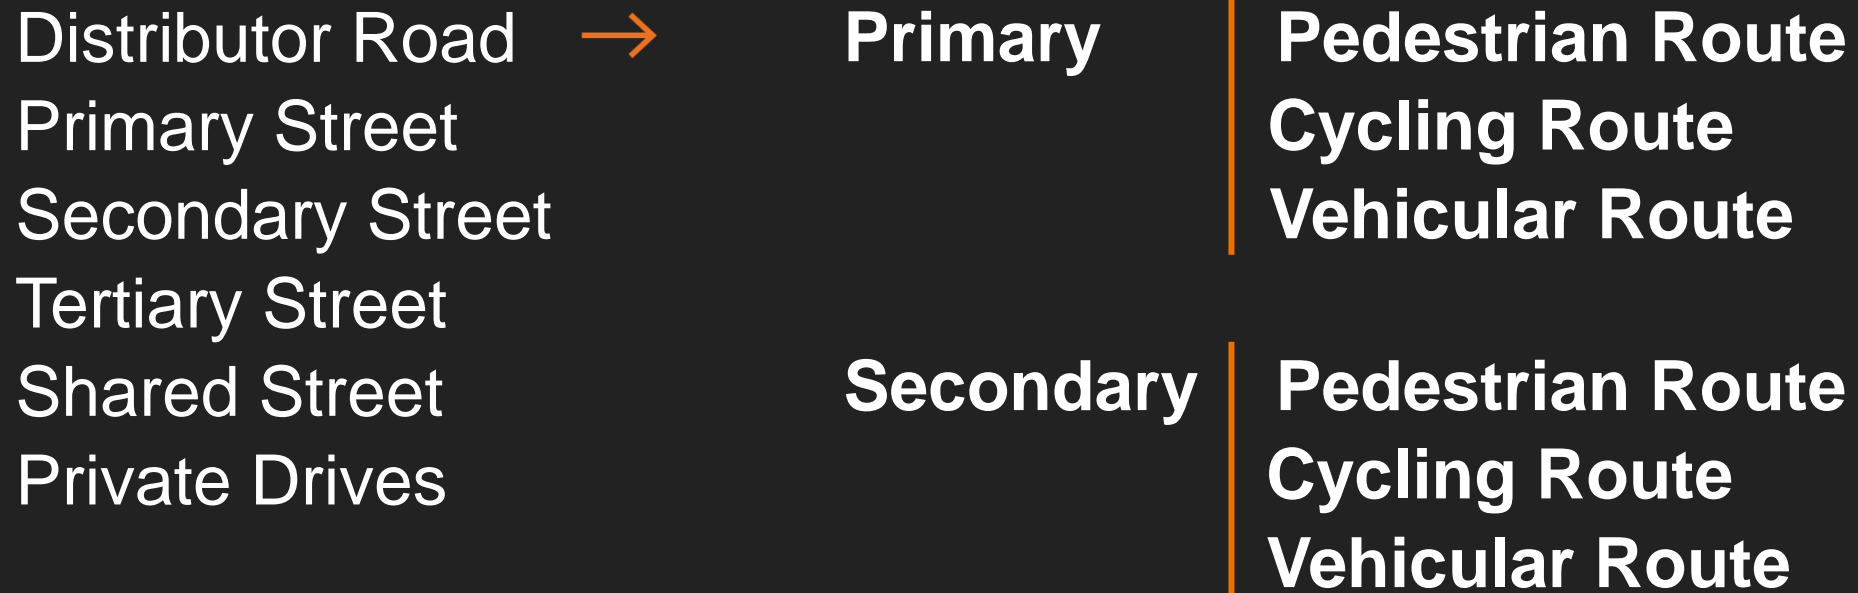 Distributor Road → Primary Pedestrian Route
Primary Street Cycling Route
Secondary Street Vehicular Route
Tertiary Street
Shared Street Secondary Pedestrian Route
Private Drives Cycling Route
Vehicular Route